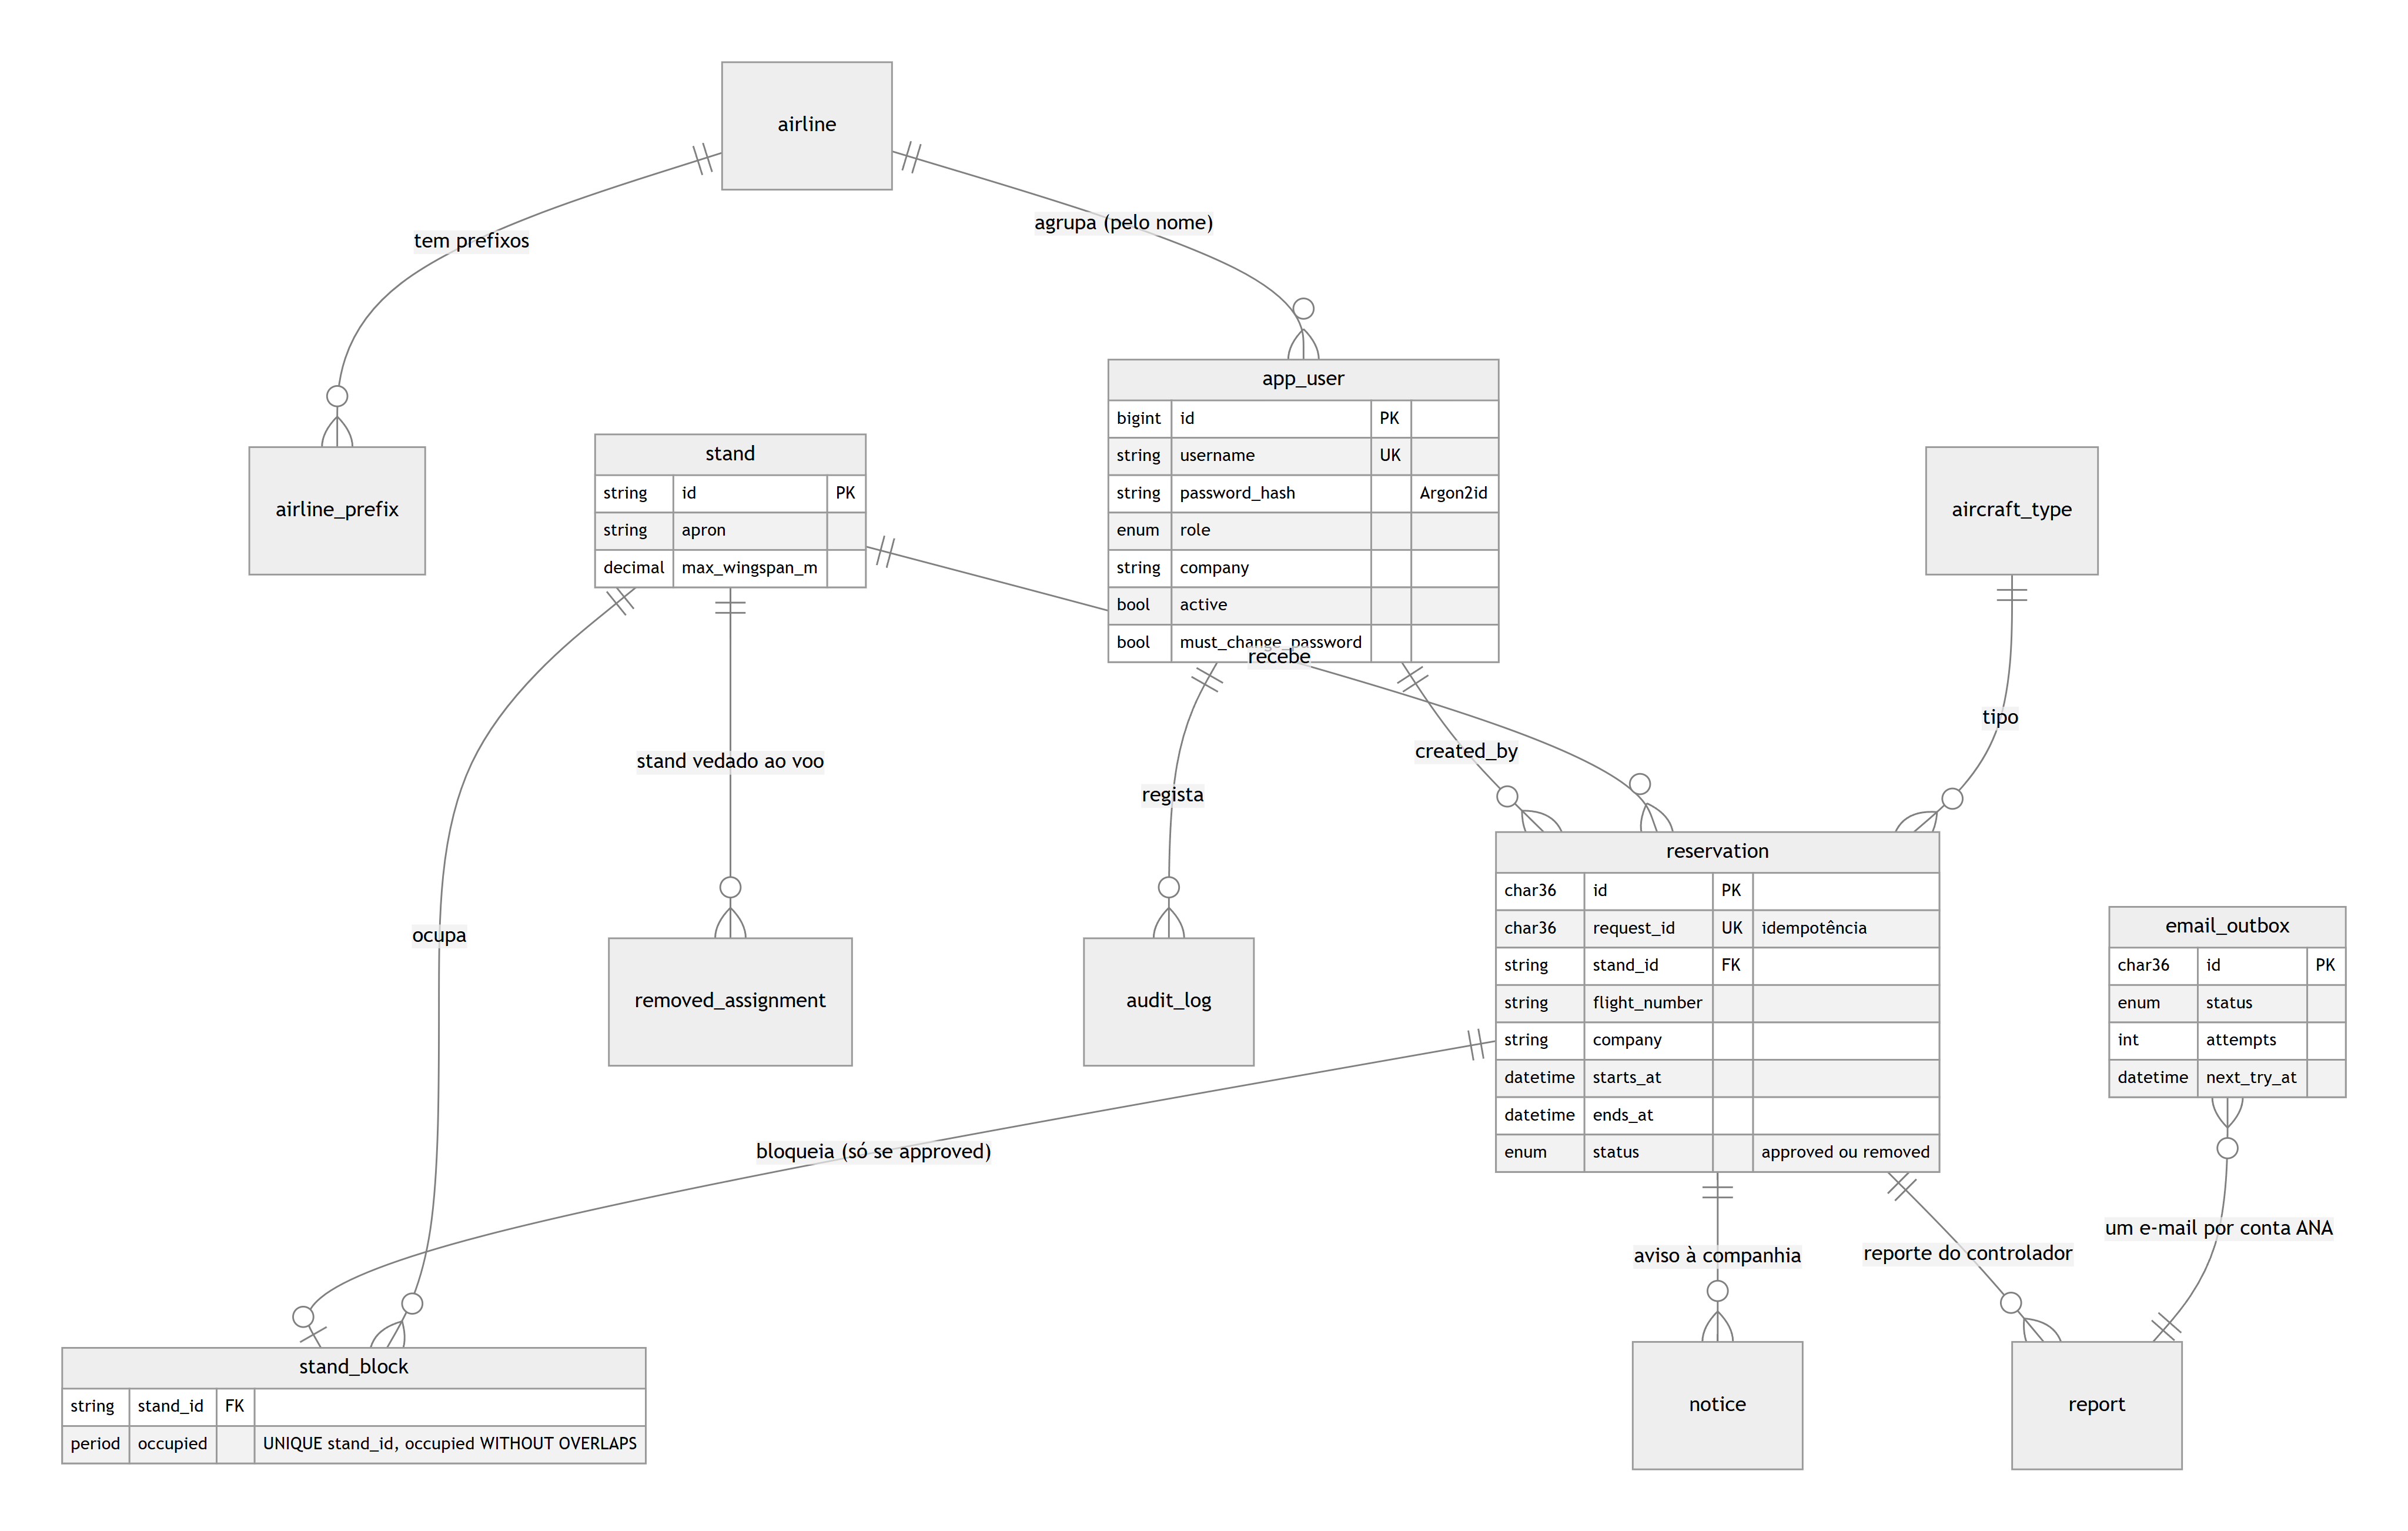 airline
tem prefixos
agrupa (pelo nome)
airline_prefix
stand
string id PK
string apron
decimal max_wingspan_m
app_user
bigint id PK
string username UK
string password_hash Argon2id
enum role
string company
bool active
bool must_change_password
recebe
aircraft_type
tipo
stand vedado ao voo
created_by
regista
ocupa
removed_assignment
audit_log
reservation
char36 id PK
char36 request_id UK idempotência
string stand_id FK
string flight_number
string company
datetime starts_at
datetime ends_at
enum status approved ou removed
email_outbox
char36 id PK
enum status
int attempts
datetime next_try_at
bloqueia (só se approved)
aviso à companhia
reporte do controlador
um e-mail por conta ANA
stand_block
string stand_id FK
period occupied UNIQUE stand_id, occupied WITHOUT OVERLAPS
notice
report